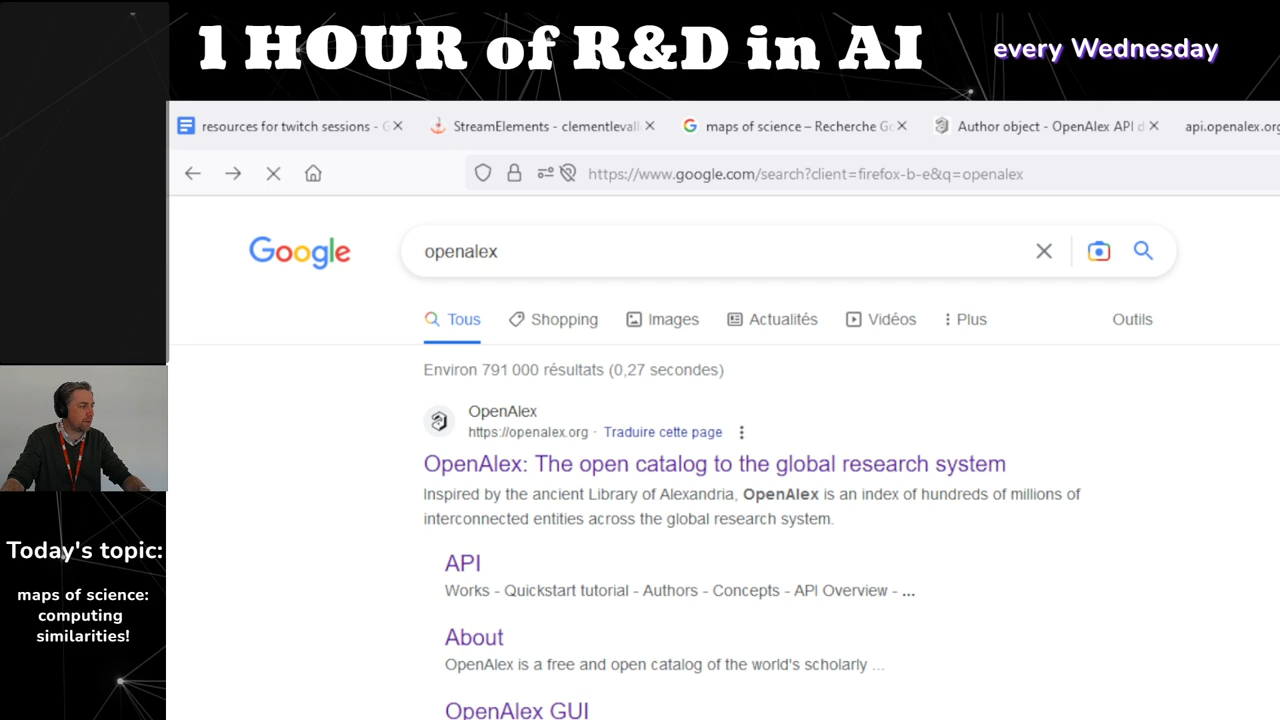 1 HOUR of R&D in AI
every Wednesday
resources for twitch sessions - G
StreamElements - clementlevall
maps of science – Recherche Go
Author object - OpenAlex API d
api.openalex.org
https://www.google.com/search?client=firefox-b-e&q=openalex
Google
openalex
Tous
Shopping
Images
Actualités
Vidéos
Plus
Outils
Environ 791 000 résultats (0,27 secondes)
OpenAlex
https://openalex.org · Traduire cette page
OpenAlex: The open catalog to the global research system
Inspired by the ancient Library of Alexandria, OpenAlex is an index of hundreds of millions of
interconnected entities across the global research system.
API
Works - Quickstart tutorial - Authors - Concepts - API Overview - ...
About
OpenAlex is a free and open catalog of the world's scholarly ...
OpenAlex GUI
Today's topic:
maps of science:
computing
similarities!